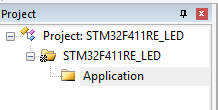 Project
Project: STM32F411RE_LED
STM32F411RE_LED
Application